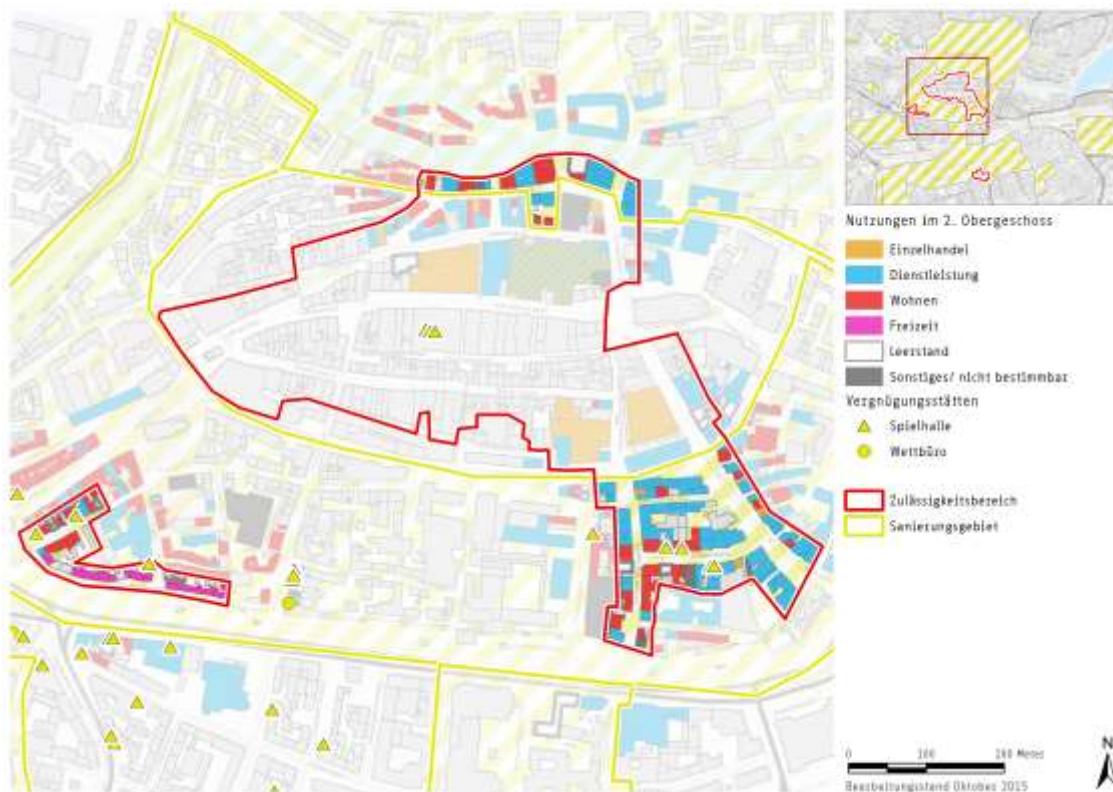 Nutzungen im 2. Obergeschoss
Einzelhandel
Dienstleistung
Wohnen
Freizeit
Leerstand
Sonstiges/ nicht bestimmbar
Vergnügungsstätten
Spielhalle
Wettbüro
Zulässigkeitsbereich
Sanierungsgebiet
N
0 100 200 Meter
Bearbeitungsstand Oktober 2015